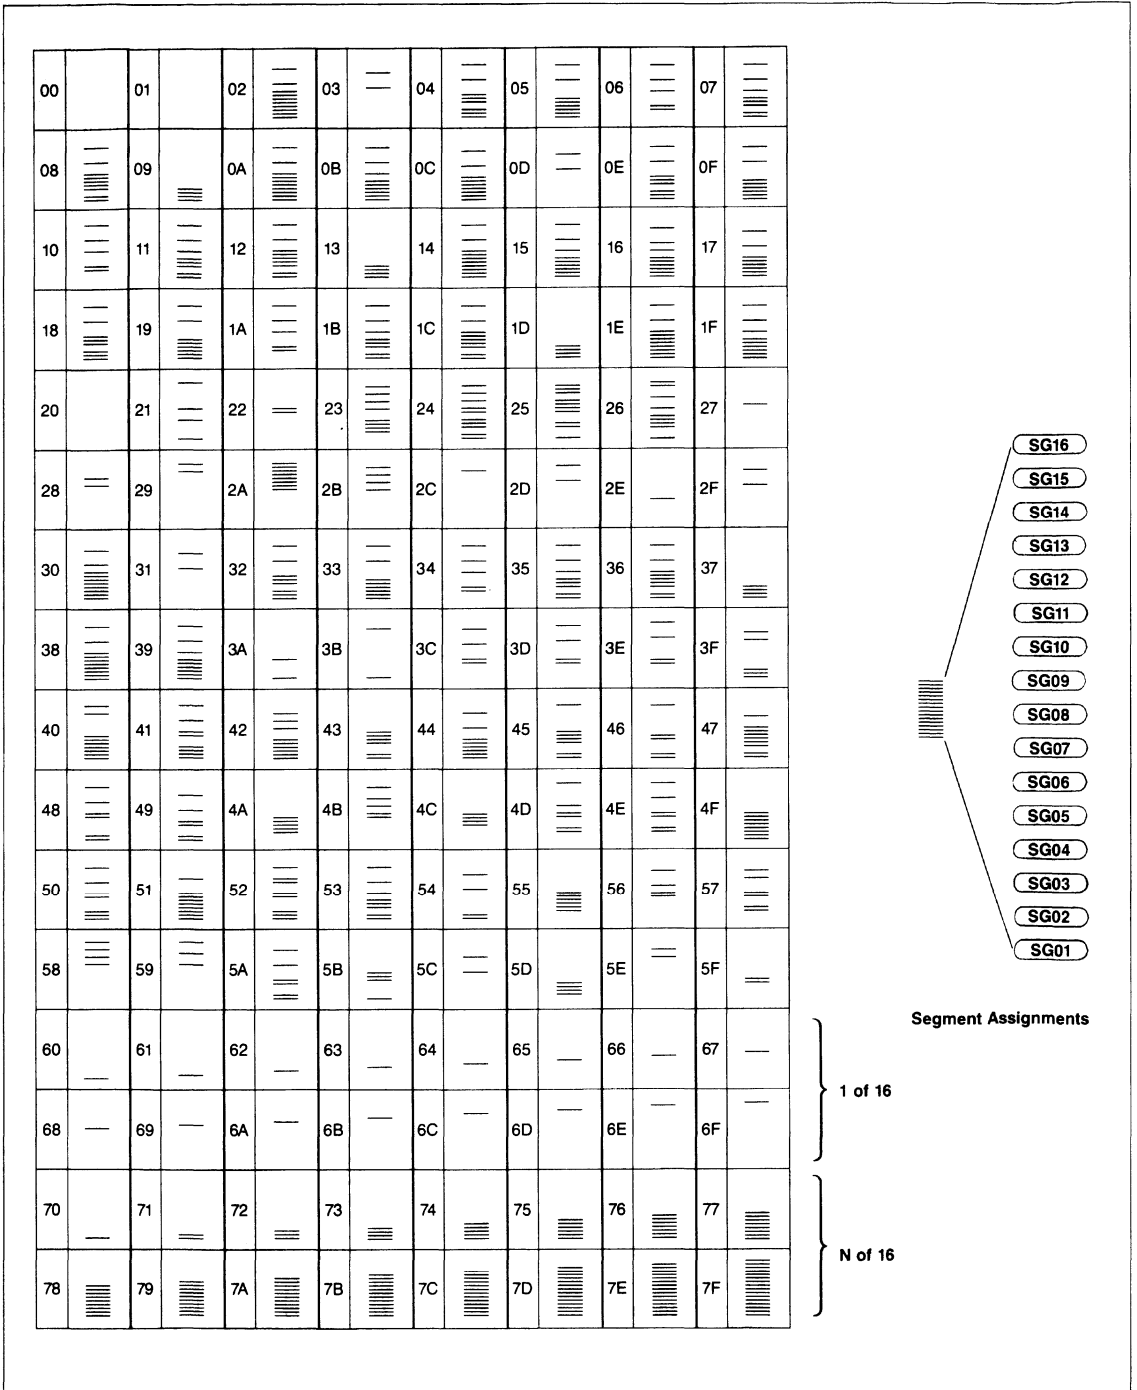 00 01 02 03 04 05 06 07
08 09 0A 0B 0C 0D 0E 0F
10 11 12 13 14 15 16 17
18 19 1A 1B 1C 1D 1E 1F
20 21 22 23 24 25 26 27
28 29 2A 2B 2C 2D 2E 2F
30 31 32 33 34 35 36 37
38 39 3A 3B 3C 3D 3E 3F
40 41 42 43 44 45 46 47
48 49 4A 4B 4C 4D 4E 4F
50 51 52 53 54 55 56 57
58 59 5A 5B 5C 5D 5E 5F
60 61 62 63 64 65 66 67
68 69 6A 6B 6C 6D 6E 6F
70 71 72 73 74 75 76 77
78 79 7A 7B 7C 7D 7E 7F
1 of 16
N of 16
SG16
SG15
SG14
SG13
SG12
SG11
SG10
SG09
SG08
SG07
SG06
SG05
SG04
SG03
SG02
SG01
Segment Assignments